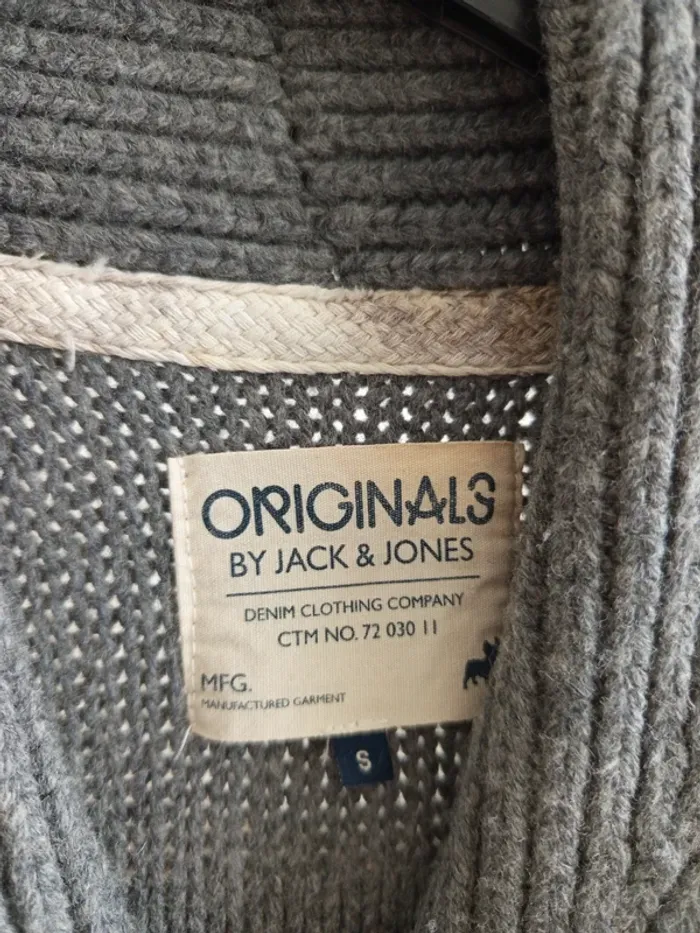 ORIGINALS
BY JACK & JONES
DENIM CLOTHING COMPANY
CTM NO. 72 030 11
MFG.
MANUFACTURED GARMENT
S